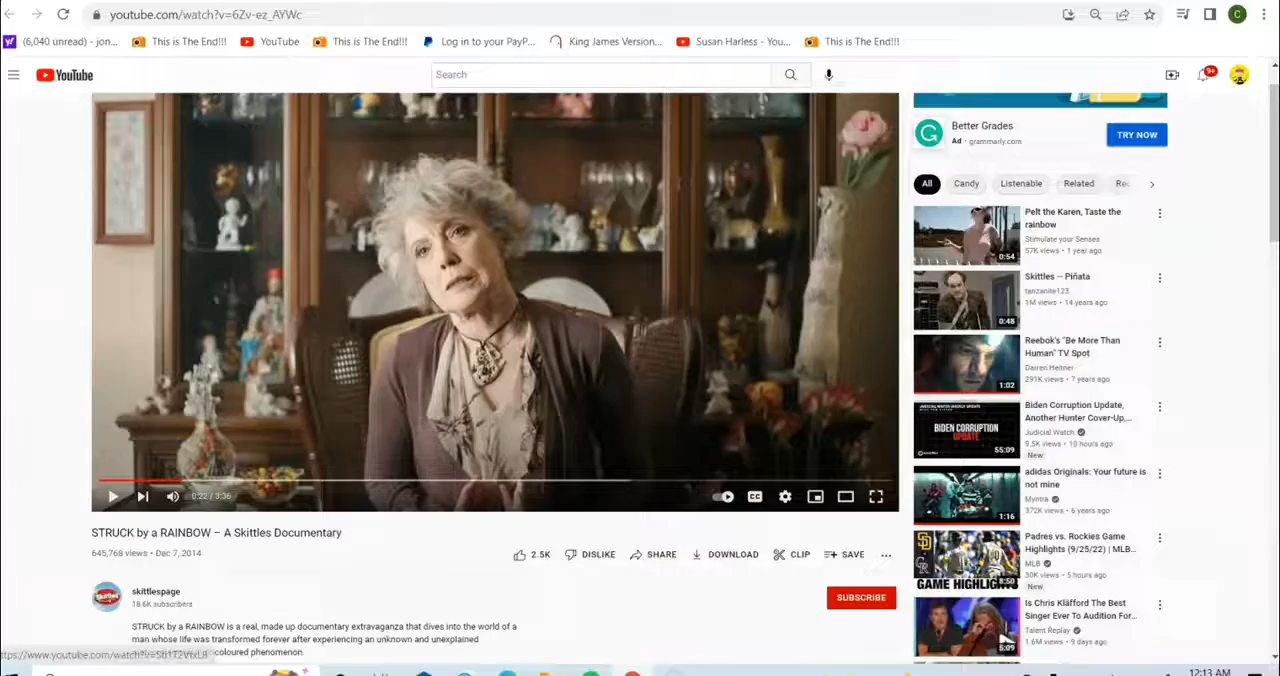 youtube.com/watch?v=6Zv-ez_AYWc
C
(6,040 unread) - jon... This is The End!!! YouTube This is The End!!! Log in to your PayP... King James Version... Susan Harless - You... This is The End!!!
YouTube
Search
9+
Better Grades
Ad · grammarly.com
TRY NOW
All Candy Listenable Related Rec
Pelt the Karen, Taste the
rainbow
Stimulate your Senses
57K views • 1 year ago
0:54
Skittles -- Piñata
tanzanite123
1M views • 14 years ago
0:48
Reebok's "Be More Than
Human" TV Spot
Darren Heitner
291K views • 7 years ago
1:02
Biden Corruption Update,
Another Hunter Cover-Up,...
Judicial Watch
9.5K views • 10 hours ago
New
BIDEN CORRUPTION
UPDATE
55:09
adidas Originals: Your future is
not mine
Myntra
372K views • 6 years ago
1:16
Padres vs. Rockies Game
Highlights (9/25/22) | MLB...
MLB
30K views • 5 hours ago
New
GAME HIGHLIGHTS
8:50
Is Chris Kläfford The Best
Singer Ever To Audition For...
Talent Replay
1.6M views • 9 days ago
5:09
0:22 / 3:36
CC
STRUCK by a RAINBOW – A Skittles Documentary
645,768 views • Dec 7, 2014
2.5K DISLIKE SHARE DOWNLOAD CLIP SAVE ...
skittlespage
18.6K subscribers
SUBSCRIBE
STRUCK by a RAINBOW is a real, made up documentary extravaganza that dives into the world of a
man whose life was transformed forever after experiencing an unknown and unexplained
coloured phenomenon.
12:13 AM